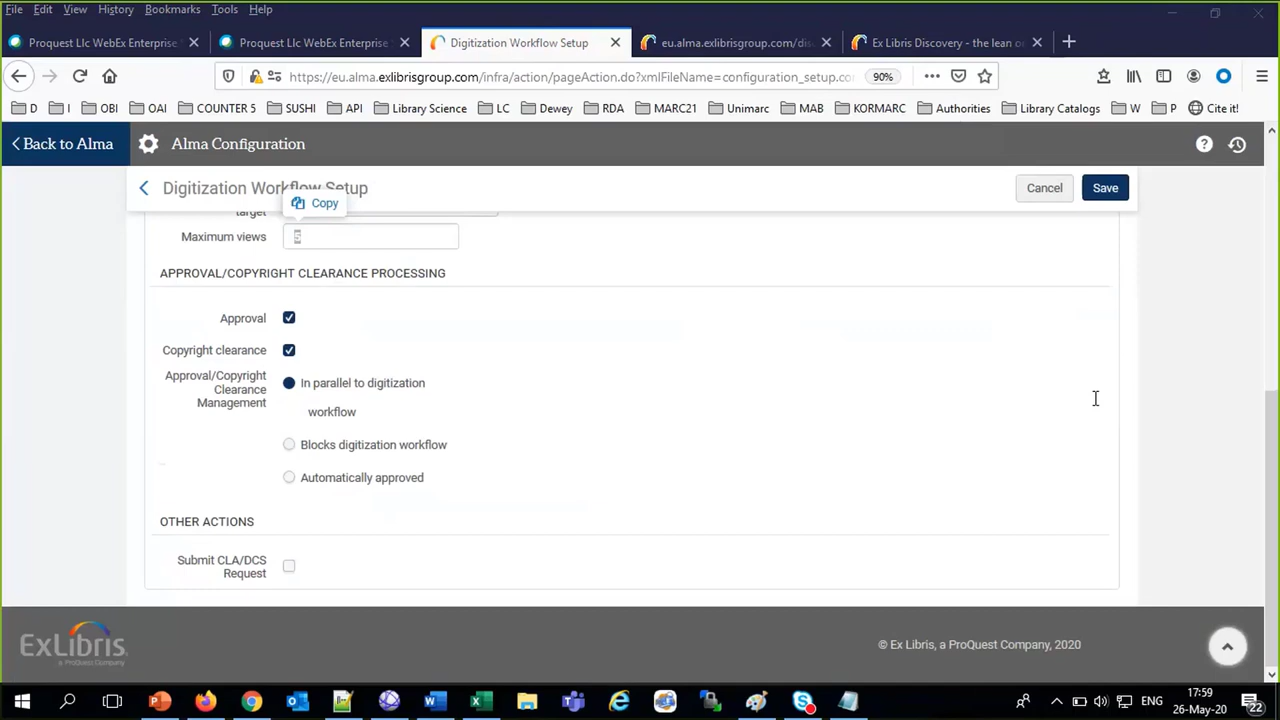 File Edit View History Bookmarks Tools Help
Proquest Llc WebEx Enterprise
Proquest Llc WebEx Enterprise
Digitization Workflow Setup
eu.alma.exlibrisgroup.com/dis
Ex Libris Discovery - the lean
https://eu.alma.exlibrisgroup.com/infra/action/pageAction.do?xmlFileName=configuration_setup.co
90%
D I OBI OAI COUNTER 5 SUSHI API Library Science LC Dewey RDA MARC21 Unimarc MAB KORMARC Authorities Library Catalogs W P Cite it!
Back to Alma
Alma Configuration
Digitization Workflow Setup
Cancel
Save
Copy
target
Maximum views
APPROVAL/COPYRIGHT CLEARANCE PROCESSING
Approval
Copyright clearance
Approval/Copyright
Clearance
Management
In parallel to digitization
workflow
Blocks digitization workflow
Automatically approved
OTHER ACTIONS
Submit CLA/DCS
Request
ExLibris
a ProQuest Company
© Ex Libris, a ProQuest Company, 2020
ENG
17:59
26-May-20
22